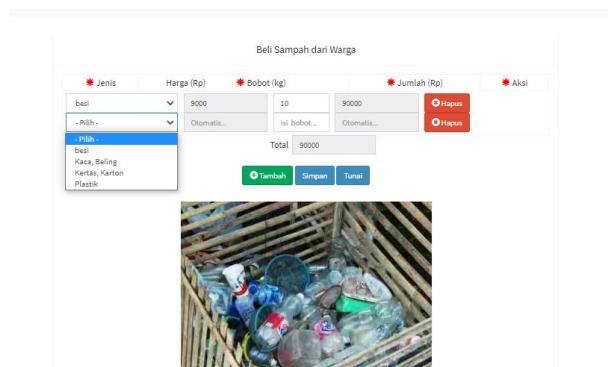 Beli Sampah dari Warga
✹ Jenis Harga (Rp) ✹ Bobot (kg) ✹ Jumlah (Rp) ✹ Aksi
besi 9000 10 90000 Hapus
- Pilih - Otomatis... Isi bobot... Otomatis... Hapus
- Pilih -
besi
Kaca, Beling
Kertas, Karton
Plastik
Total 90000
Tambah Simpan Tunai